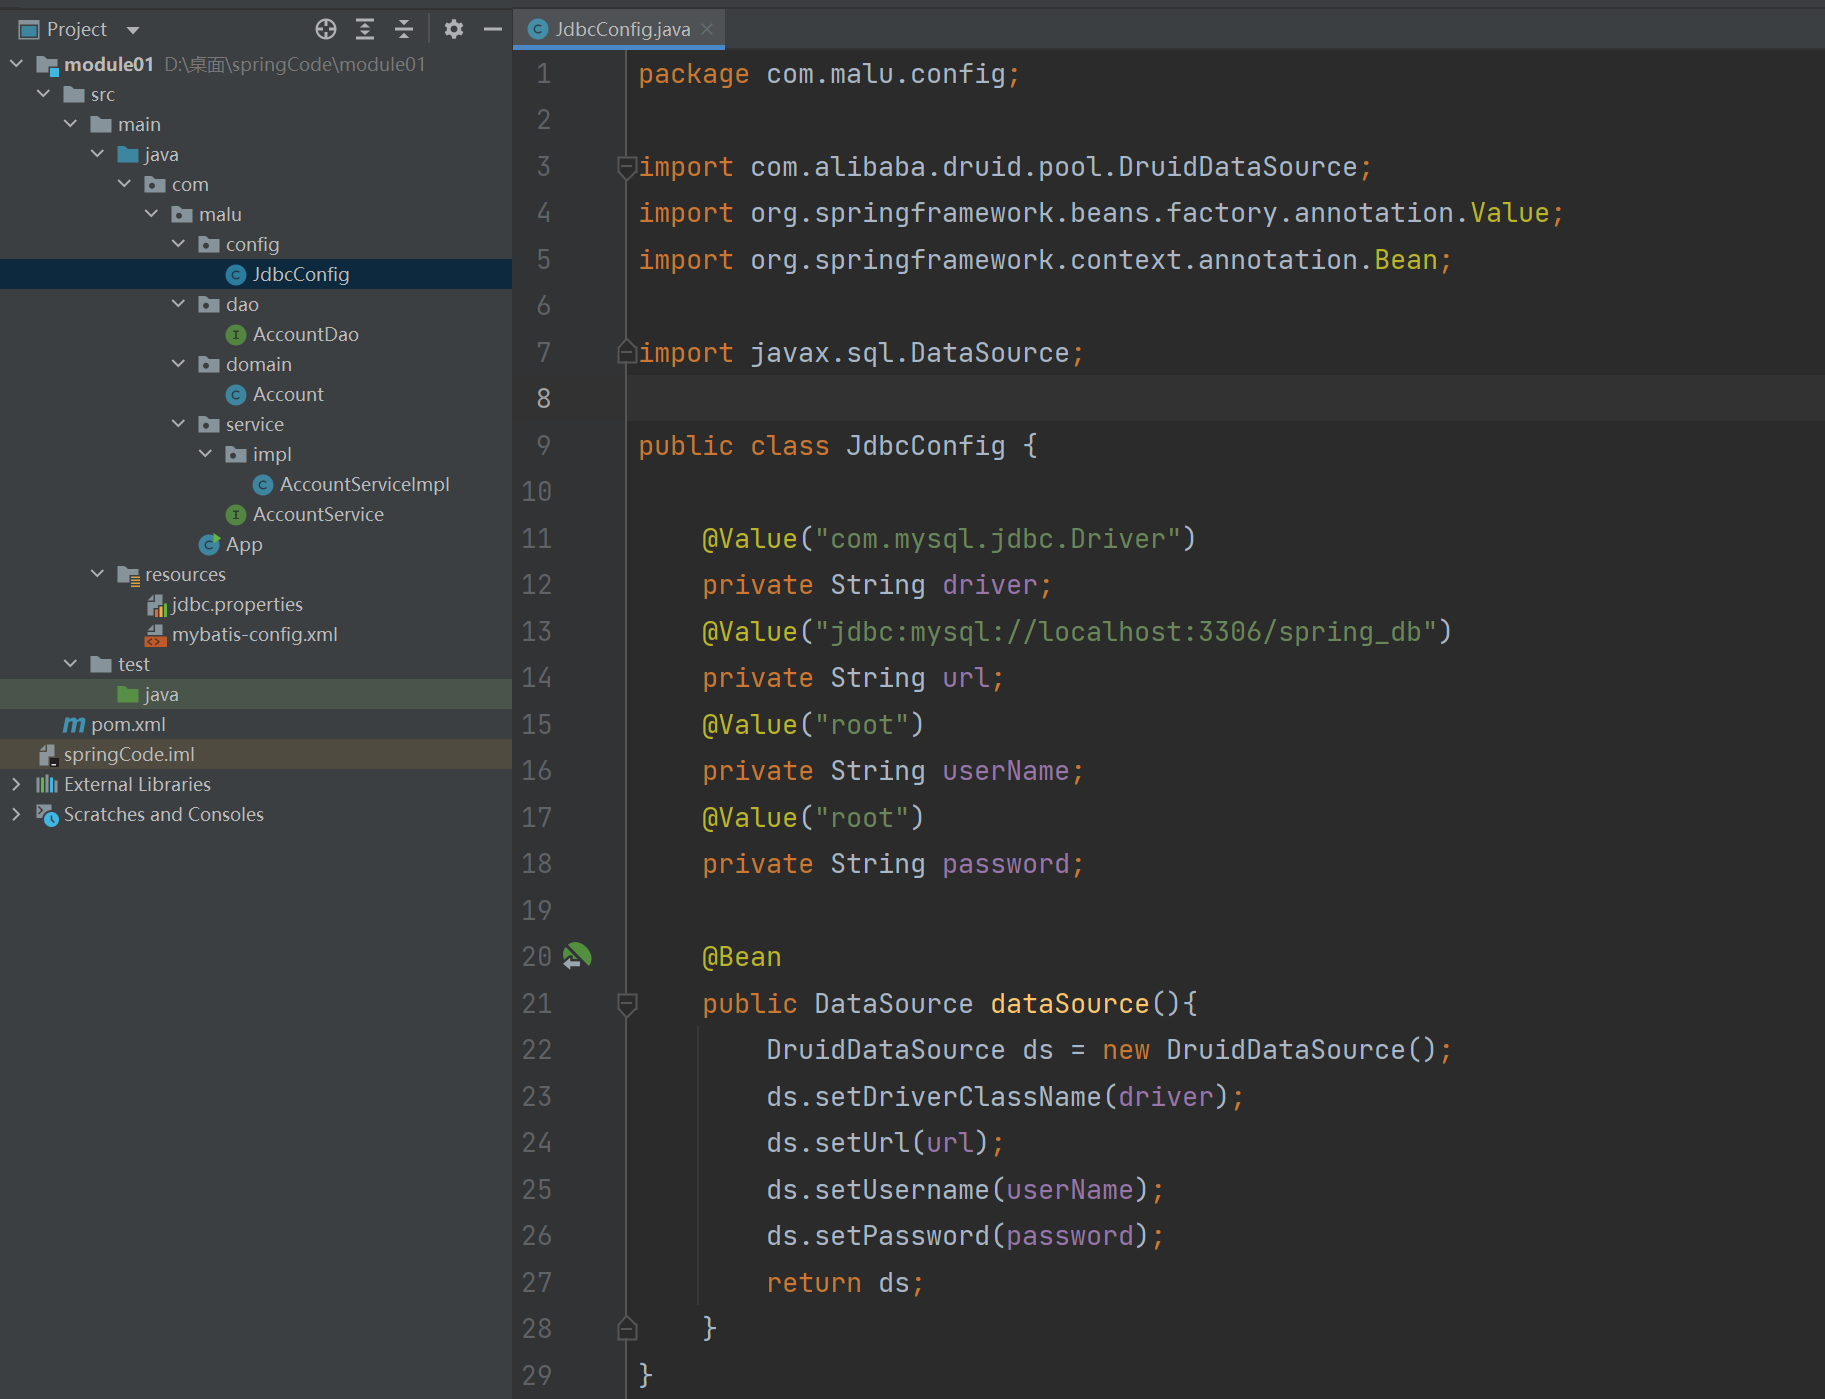 Project
module01 D:\桌面\springCode\module01
src
main
java
com
malu
config
JdbcConfig
dao
AccountDao
domain
Account
service
impl
AccountServiceImpl
AccountService
App
resources
jdbc.properties
mybatis-config.xml
test
java
pom.xml
springCode.iml
External Libraries
Scratches and Consoles
JdbcConfig.java
1 package com.malu.config;
2
3 import com.alibaba.druid.pool.DruidDataSource;
4 import org.springframework.beans.factory.annotation.Value;
5 import org.springframework.context.annotation.Bean;
6
7 import javax.sql.DataSource;
8
9 public class JdbcConfig {
10
11 @Value("com.mysql.jdbc.Driver")
12 private String driver;
13 @Value("jdbc:mysql://localhost:3306/spring_db")
14 private String url;
15 @Value("root")
16 private String userName;
17 @Value("root")
18 private String password;
19
20 @Bean
21 public DataSource dataSource(){
22 DruidDataSource ds = new DruidDataSource();
23 ds.setDriverClassName(driver);
24 ds.setUrl(url);
25 ds.setUsername(userName);
26 ds.setPassword(password);
27 return ds;
28 }
29 }